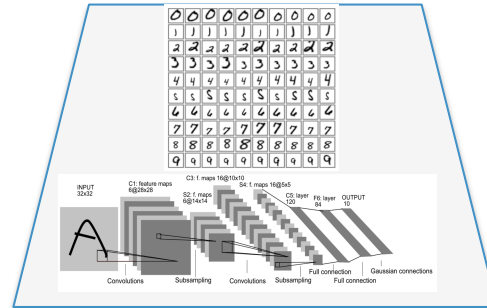 0 0 0 0 0 0 0 0 0 0
1 1 1 1 1 1 1 1 1 1
2 2 2 2 2 2 2 2 2 2
3 3 3 3 3 3 3 3 3 3
4 4 4 4 4 4 4 4 4 4
5 5 5 5 5 5 5 5 5 5
6 6 6 6 6 6 6 6 6 6
7 7 7 7 7 7 7 7 7 7
8 8 8 8 8 8 8 8 8 8
9 9 9 9 9 9 9 9 9 9
INPUT
32x32
A
C1: feature maps
6@28x28
S2: f. maps
6@14x14
C3: f. maps 16@10x10
S4: f. maps 16@5x5
C5: layer
120
F6: layer
84
OUTPUT
10
Convolutions
Subsampling
Convolutions
Subsampling
Full connection
Full connection
Gaussian connections